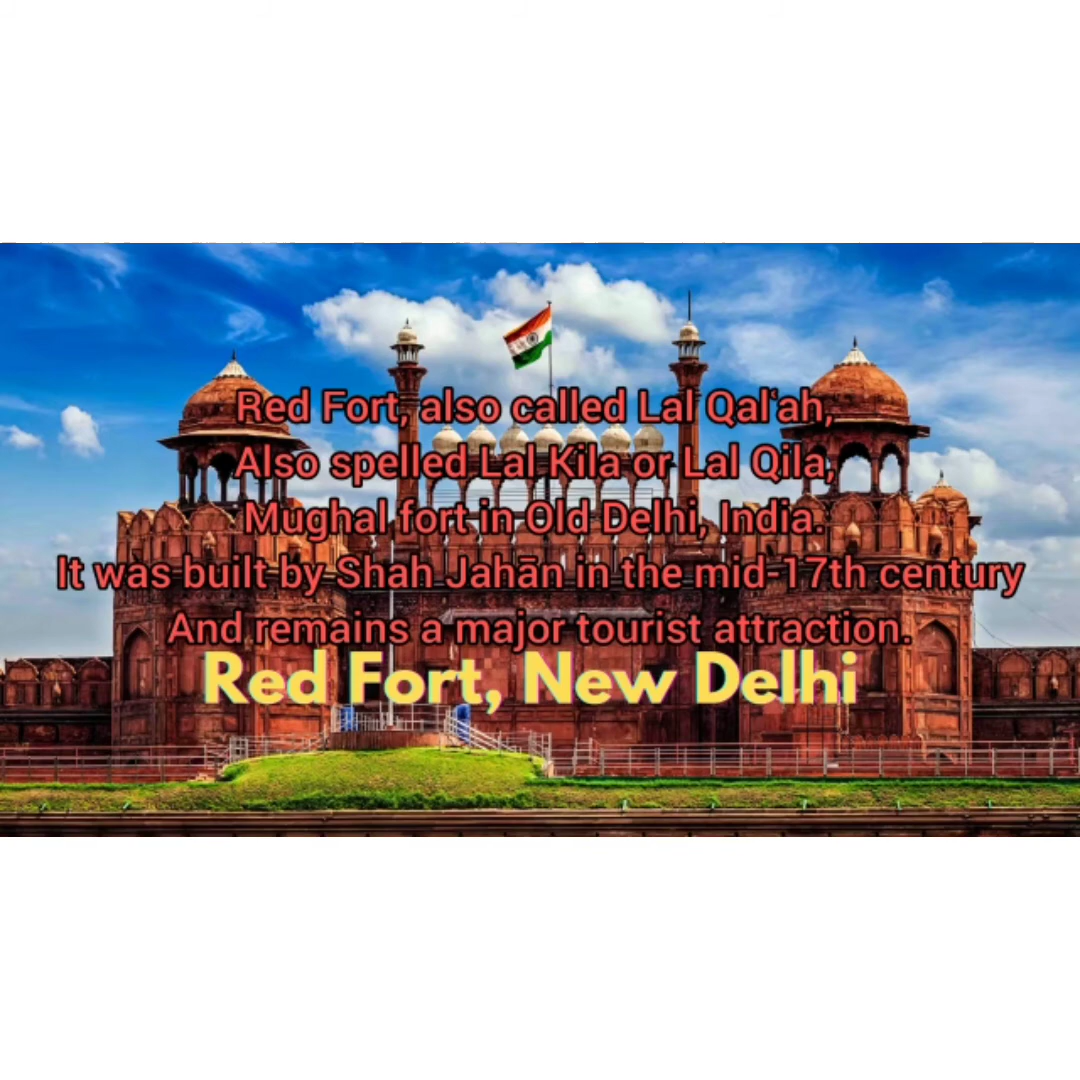 Red Fort, also called Lal Qalʿah,
Also spelled Lal Kila or Lal Qila,
Mughal fort in Old Delhi, India.
It was built by Shah Jahān in the mid-17th century
And remains a major tourist attraction.
Red Fort, New Delhi